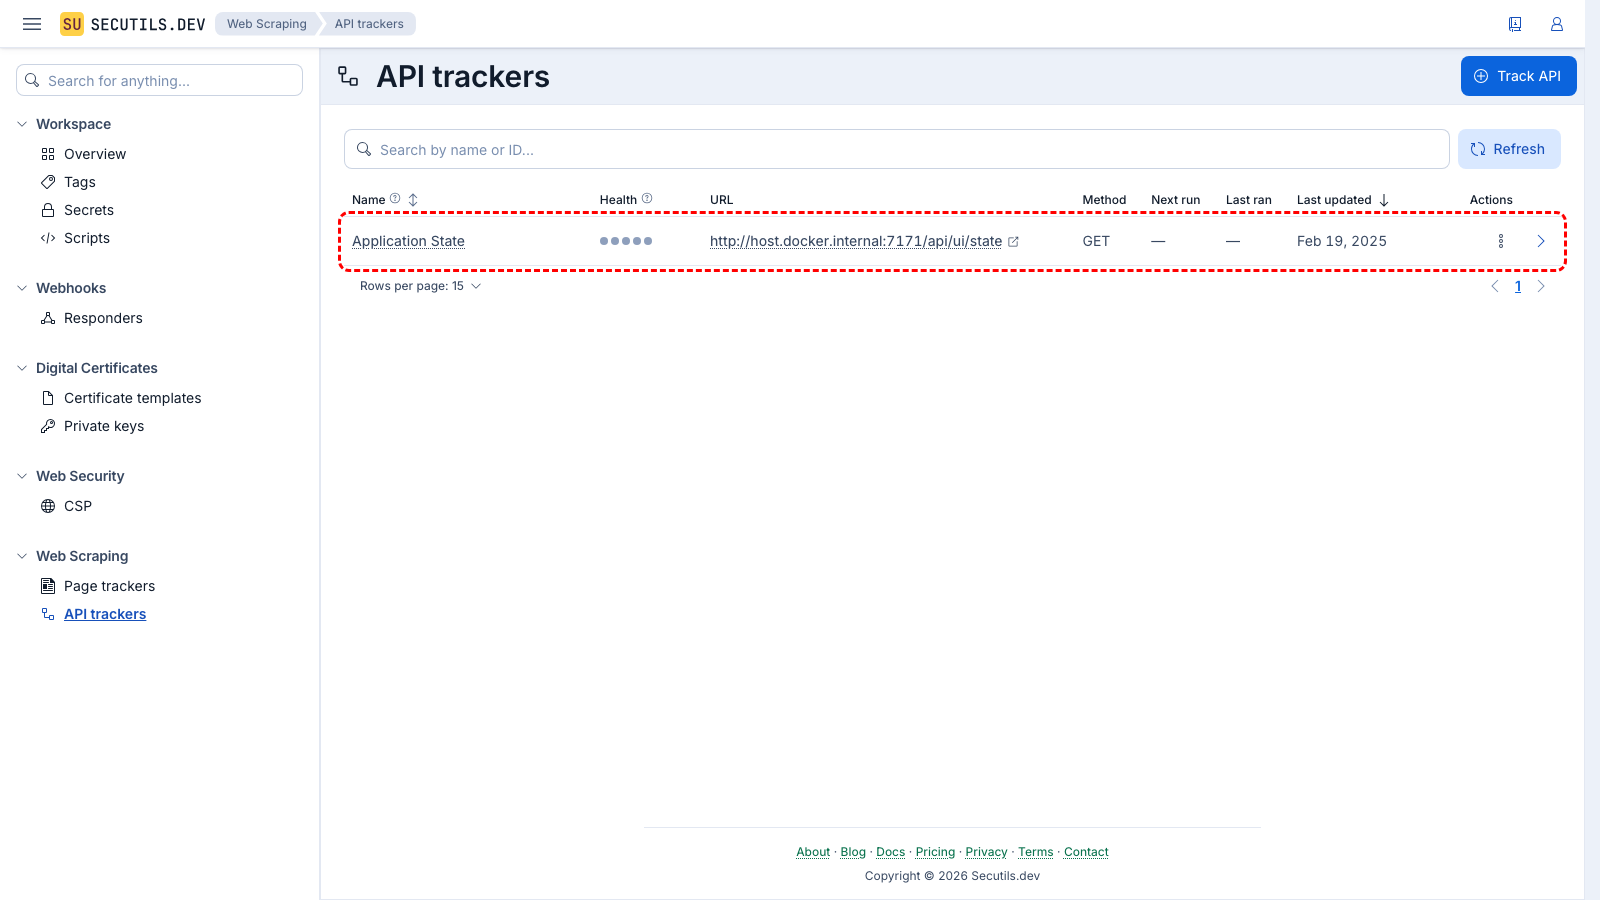 SU SECUTILS.DEV Web Scraping API trackers
Search for anything...
Workspace
Overview
Tags
Secrets
Scripts
Webhooks
Responders
Digital Certificates
Certificate templates
Private keys
Web Security
CSP
Web Scraping
Page trackers
API trackers
API trackers Track API
Search by name or ID... Refresh
Name Health URL Method Next run Last ran Last updated Actions
Application State http://host.docker.internal:7171/api/ui/state GET — — Feb 19, 2025
Rows per page: 15 1
About · Blog · Docs · Pricing · Privacy · Terms · Contact
Copyright © 2026 Secutils.dev